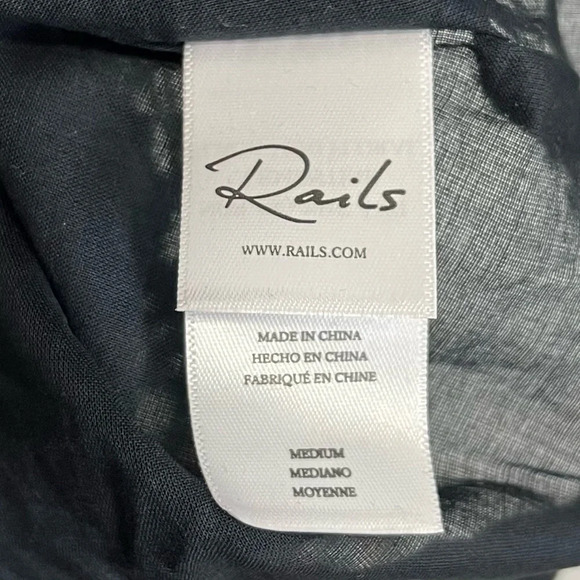 Rails
WWW.RAILS.COM
MADE IN CHINA
HECHO EN CHINA
FABRIQUÉ EN CHINE
MEDIUM
MEDIANO
MOYENNE